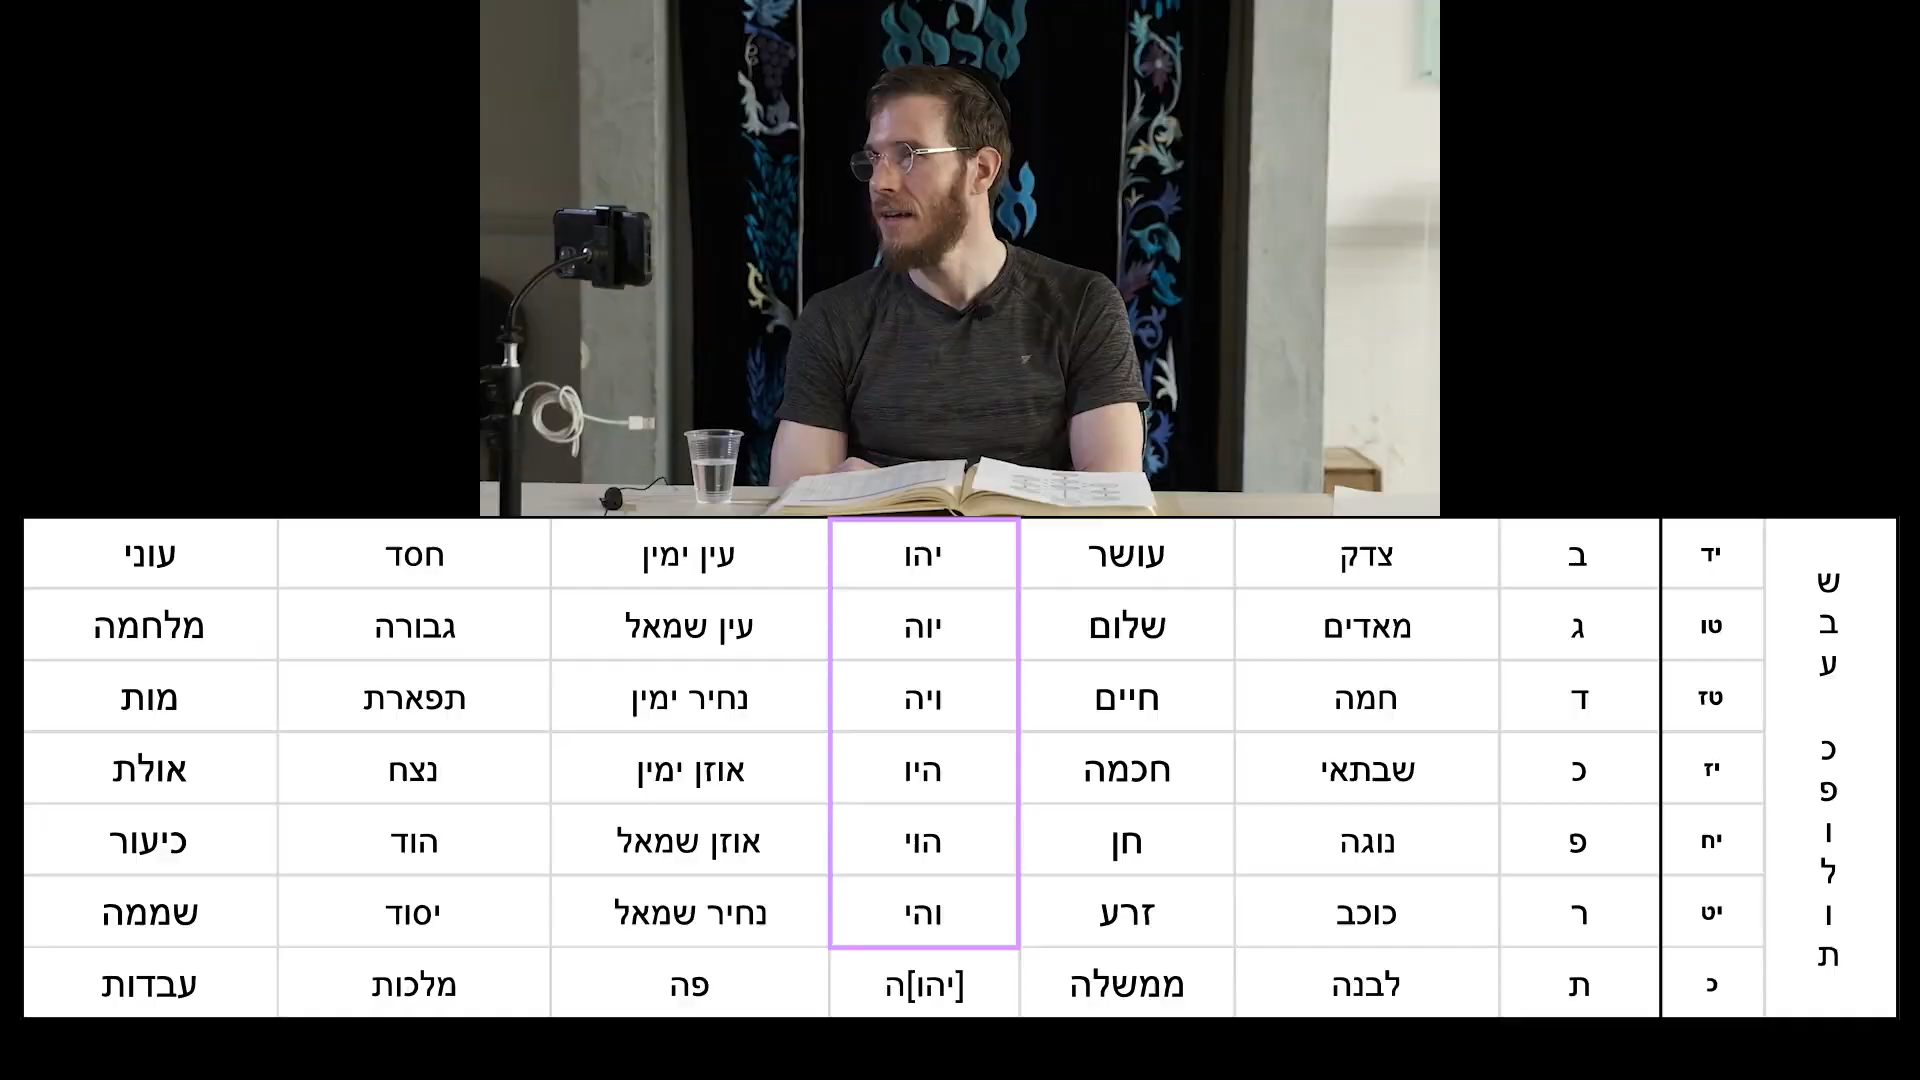 יד ב צדק עושר יהו עין ימין חסד עוני
טו ג מאדים שלום יוה עין שמאל גבורה מלחמה
טז ד חמה חיים ויה נחיר ימין תפארת מות
יז כ שבתאי חכמה היו אוזן ימין נצח אולת
יח פ נוגה חן הוי אוזן שמאל הוד כיעור
יט ר כוכב זרע והי נחיר שמאל יסוד שממה
כ ת לבנה ממשלה [יהו]ה פה מלכות עבדות
שבע כפולות